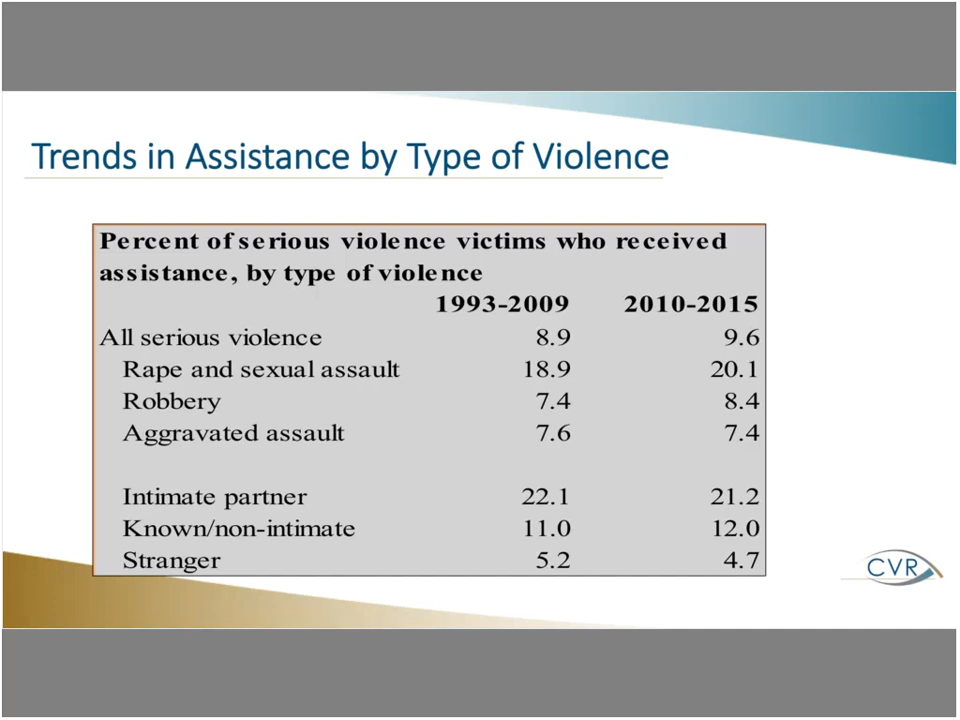 Trends in Assistance by Type of Violence
Percent of serious violence victims who received
assistance, by type of violence
1993-2009 2010-2015
All serious violence 8.9 9.6
Rape and sexual assault 18.9 20.1
Robbery 7.4 8.4
Aggravated assault 7.6 7.4
Intimate partner 22.1 21.2
Known/non-intimate 11.0 12.0
Stranger 5.2 4.7
CVR